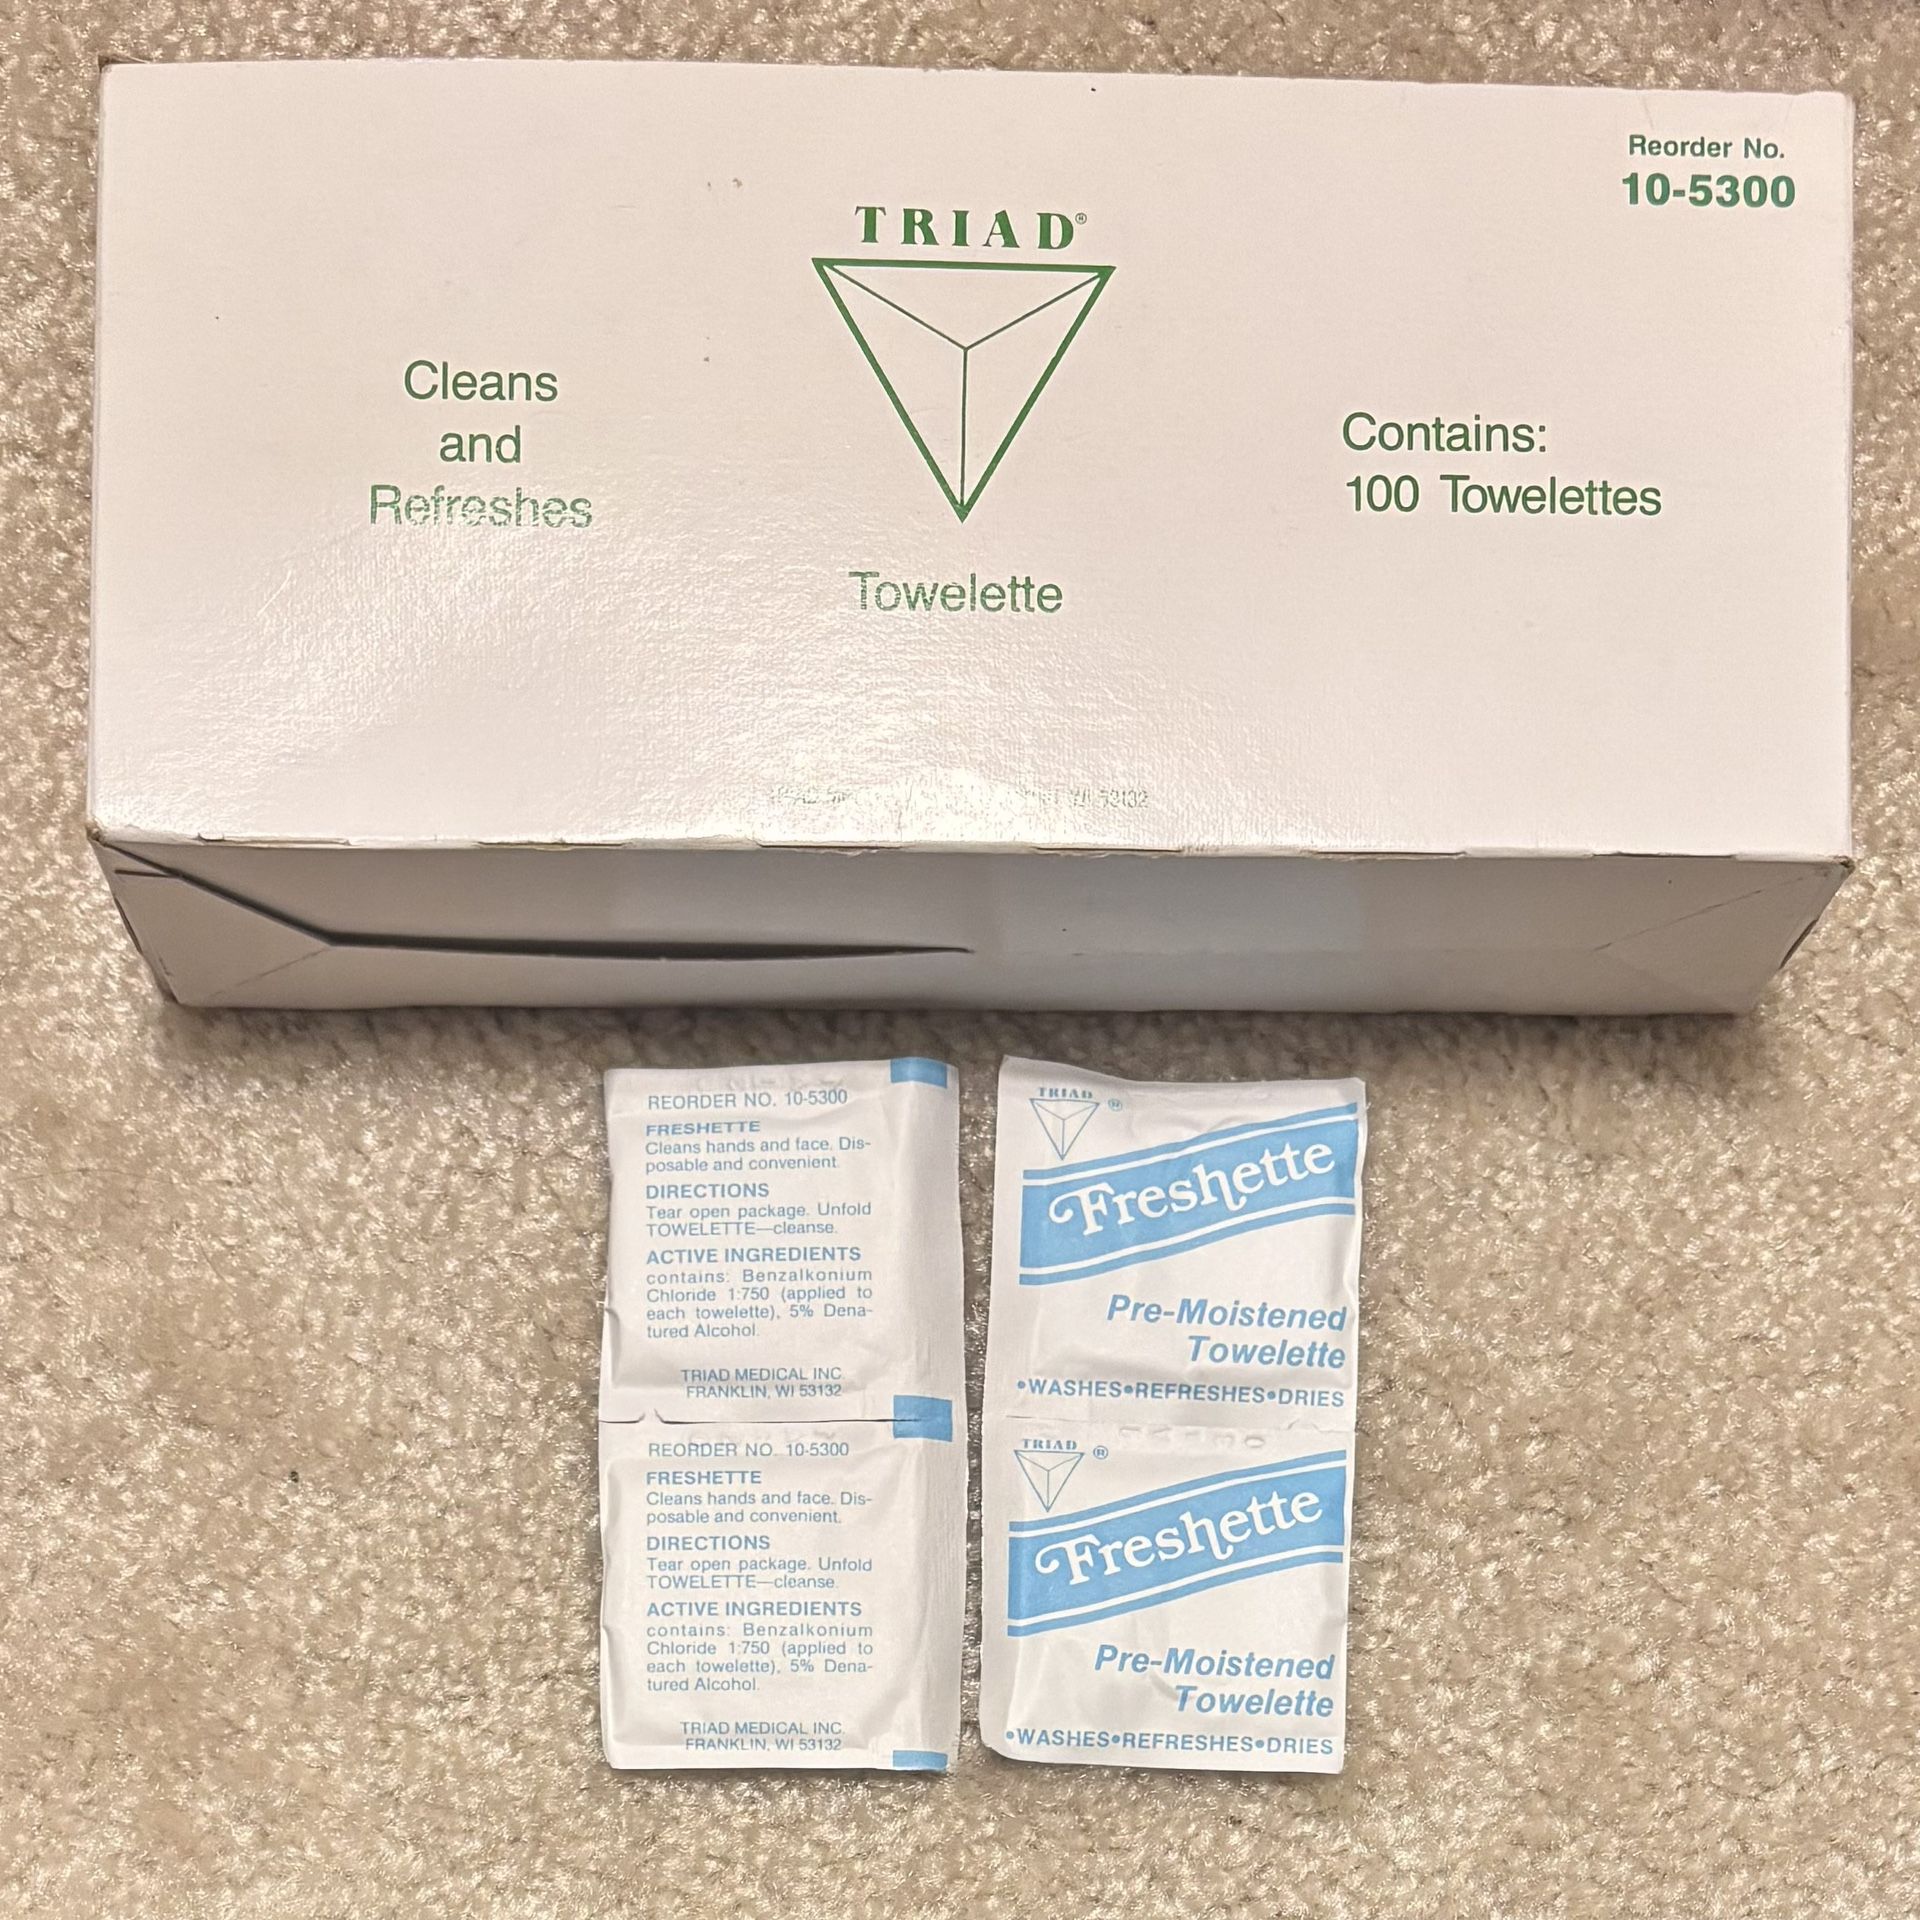 Reorder No.
10-5300
TRIAD®
Cleans
and
Refreshes
Contains:
100 Towelettes
Towelette
WI 53132
REORDER NO. 10-5300
FRESHETTE
Cleans hands and face. Dis-
posable and convenient.
DIRECTIONS
Tear open package. Unfold
TOWELETTE—cleanse.
ACTIVE INGREDIENTS
contains: Benzalkonium
Chloride 1:750 (applied to
each towelette), 5% Dena-
tured Alcohol.
TRIAD MEDICAL INC.
FRANKLIN, WI 53132
REORDER NO. 10-5300
FRESHETTE
Cleans hands and face. Dis-
posable and convenient.
DIRECTIONS
Tear open package. Unfold
TOWELETTE—cleanse.
ACTIVE INGREDIENTS
contains: Benzalkonium
Chloride 1:750 (applied to
each towelette), 5% Dena-
tured Alcohol.
TRIAD MEDICAL INC.
FRANKLIN, WI 53132
TRIAD ®
Freshette
Pre-Moistened
Towelette
•WASHES•REFRESHES•DRIES
TRIAD ®
Freshette
Pre-Moistened
Towelette
•WASHES•REFRESHES•DRIES